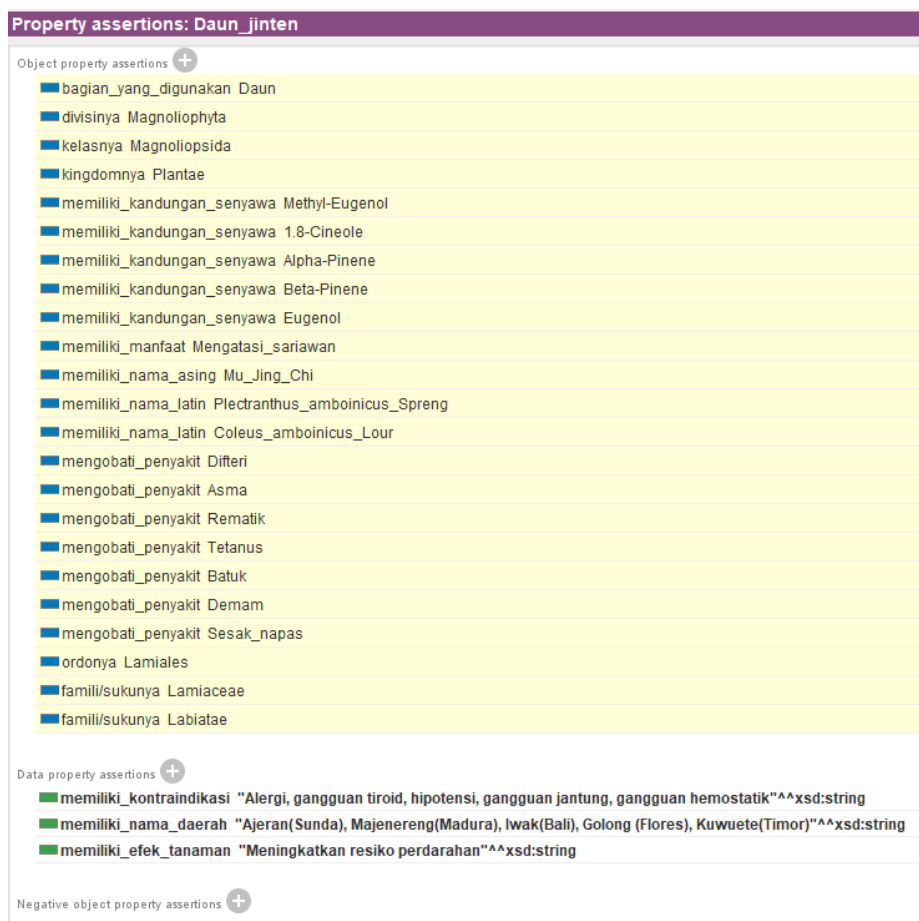 Property assertions: Daun_jinten
Object property assertions
bagian_yang_digunakan Daun
divisinya Magnoliophyta
kelasnya Magnoliopsida
kingdomnya Plantae
memiliki_kandungan_senyawa Methyl-Eugenol
memiliki_kandungan_senyawa 1.8-Cineole
memiliki_kandungan_senyawa Alpha-Pinene
memiliki_kandungan_senyawa Beta-Pinene
memiliki_kandungan_senyawa Eugenol
memiliki_manfaat Mengatasi_sariawan
memiliki_nama_asing Mu_Jing_Chi
memiliki_nama_latin Plectranthus_amboinicus_Spreng
memiliki_nama_latin Coleus_amboinicus_Lour
mengobati_penyakit Difteri
mengobati_penyakit Asma
mengobati_penyakit Rematik
mengobati_penyakit Tetanus
mengobati_penyakit Batuk
mengobati_penyakit Demam
mengobati_penyakit Sesak_napas
ordonya Lamiales
famili/sukunya Lamiaceae
famili/sukunya Labiatae
Data property assertions
memiliki_kontraindikasi "Alergi, gangguan tiroid, hipotensi, gangguan jantung, gangguan hemostatik"^^xsd:string
memiliki_nama_daerah "Ajeran(Sunda), Majenereng(Madura), Iwak(Bali), Golong (Flores), Kuwuete(Timor)"^^xsd:string
memiliki_efek_tanaman "Meningkatkan resiko perdarahan"^^xsd:string
Negative object property assertions